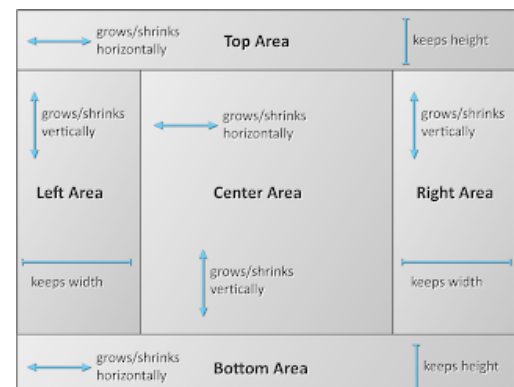 grows/shrinks
horizontally
Top Area
keeps height
grows/shrinks
vertically
grows/shrinks
horizontally
grows/shrinks
vertically
Left Area
Center Area
Right Area
keeps width
grows/shrinks
vertically
keeps width
grows/shrinks
horizontally
Bottom Area
keeps height